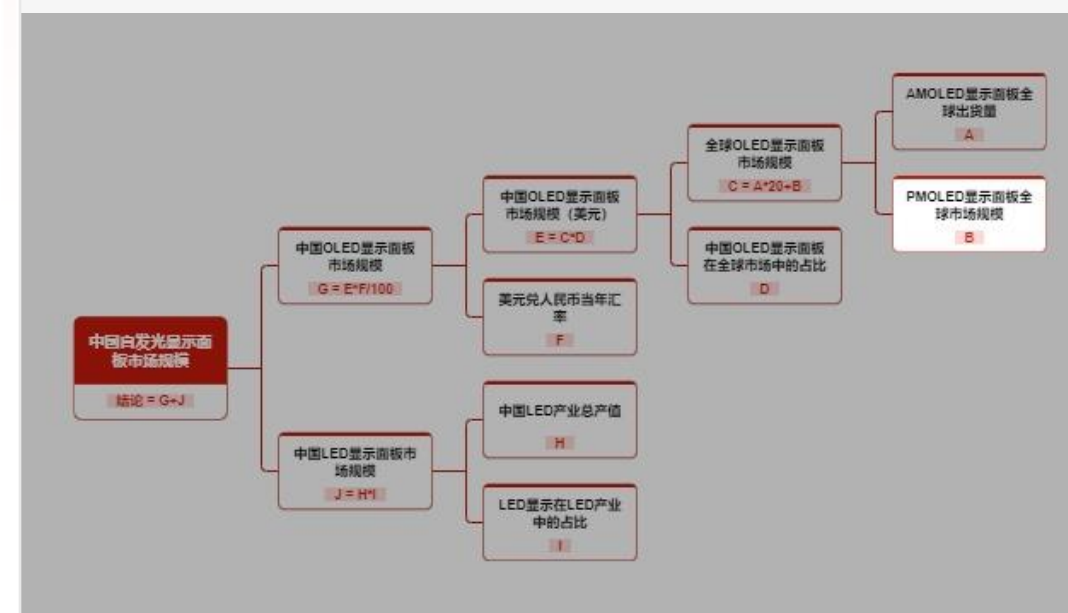 AMOLED显示面板全
球出货量
A
全球OLED显示面板
市场规模
C = A*20+B
PMOLED显示面板全
球市场规模
B
中国OLED显示面板
市场规模（美元）
E = C*D
中国OLED显示面板
在全球市场中的占比
D
中国OLED显示面板
市场规模
G = E*F/100
美元兑人民币当年汇
率
F
中国自发光显示面
板市场规模
结论 = G+J
中国LED产业总产值
H
中国LED显示面板市
场规模
J = H*I
LED显示在LED产业
中的占比
I